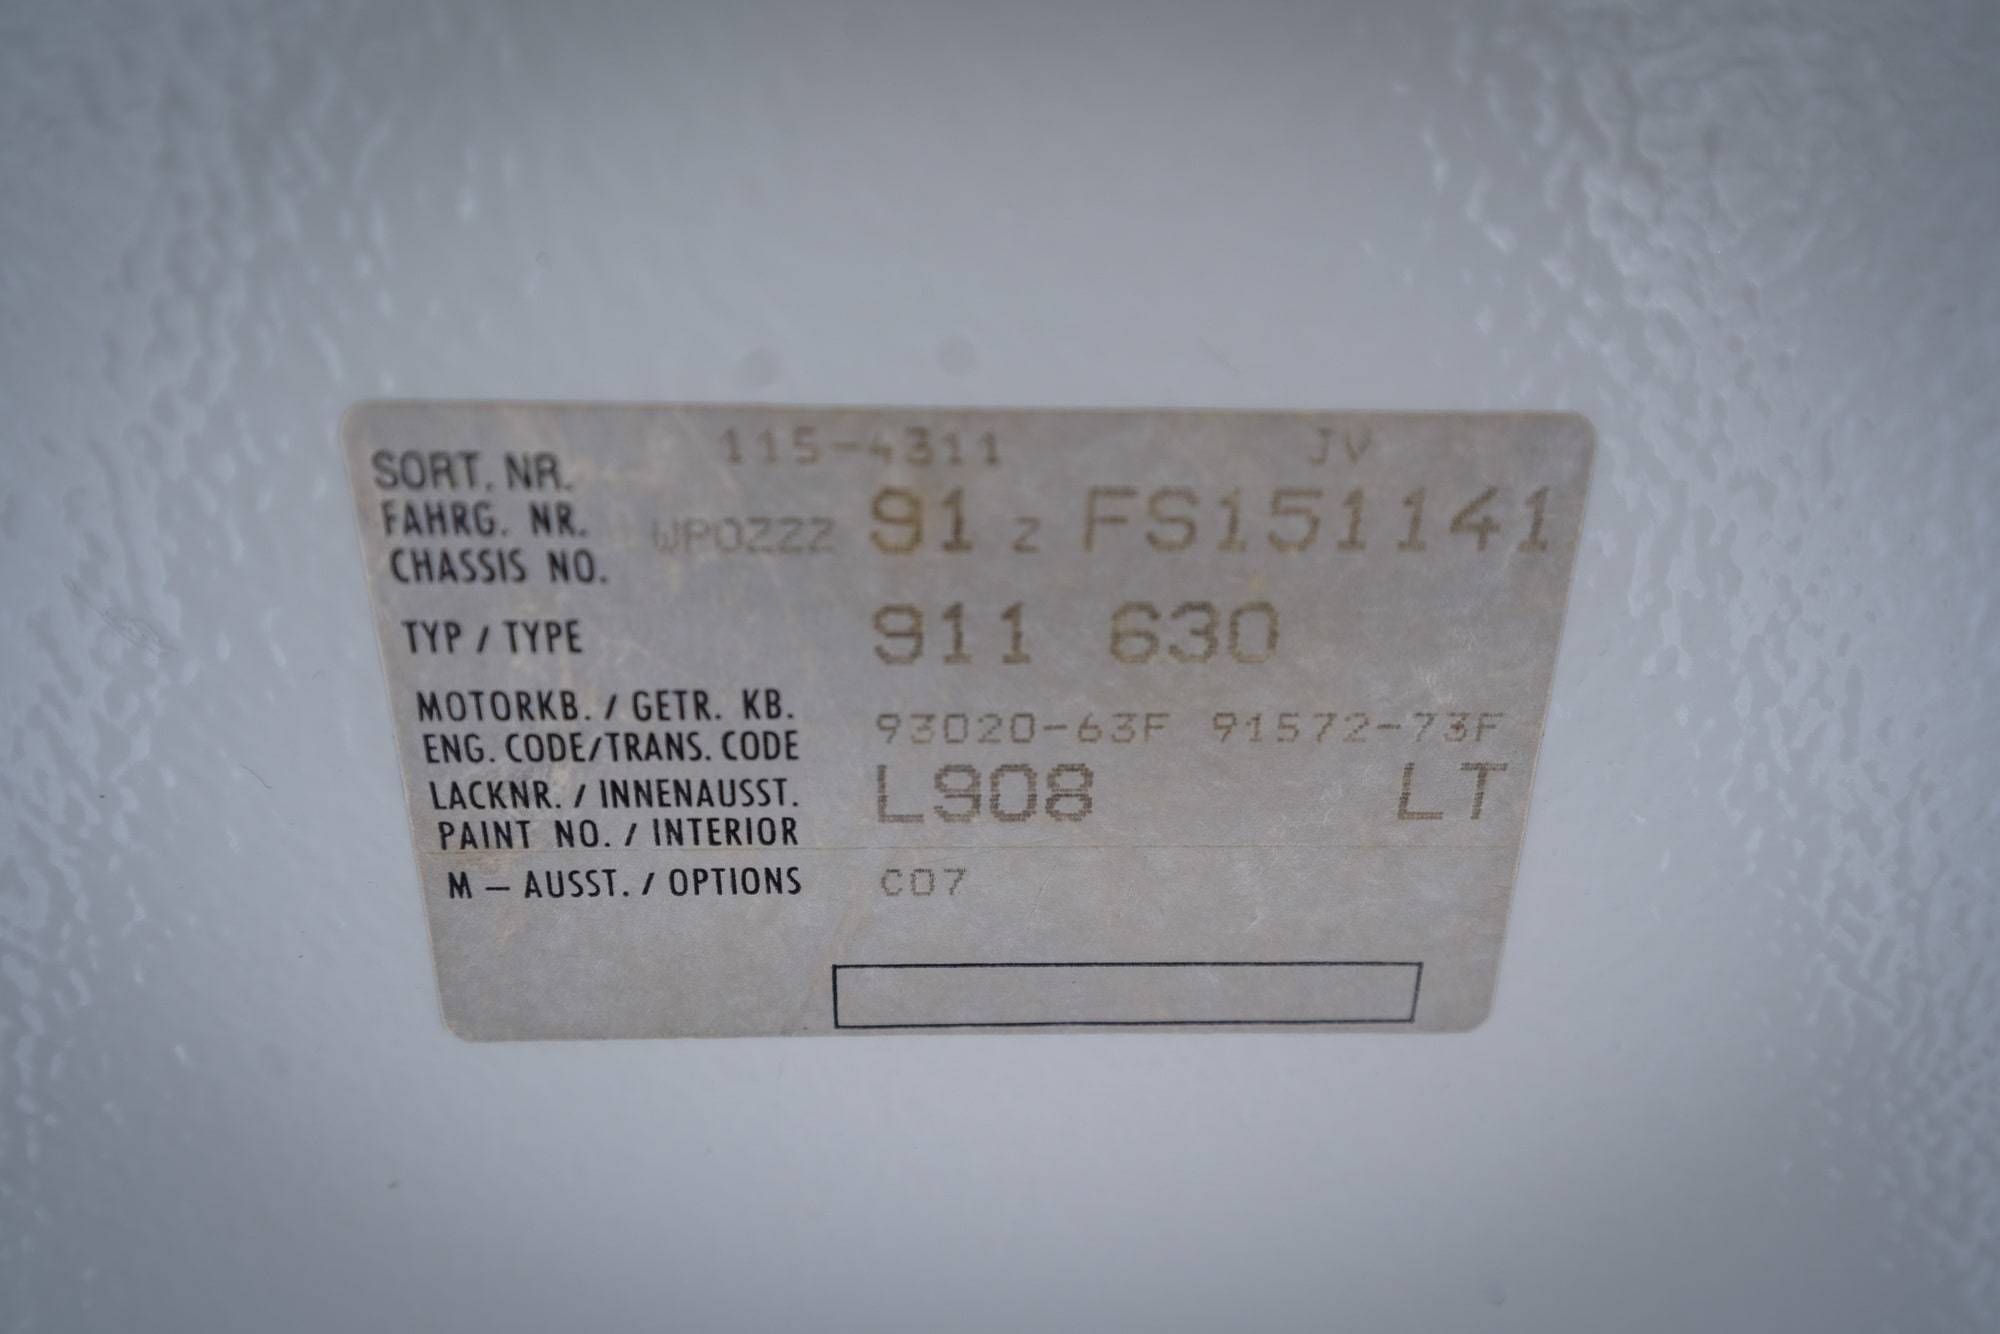 SORT. NR. 115-4311 JV
FAHRG. NR. WP0ZZZ 91 Z FS151141
CHASSIS NO.
TYP / TYPE 911 630
MOTORKB. / GETR. KB. 93020-63F 91572-73F
ENG. CODE/TRANS. CODE
LACKNR. / INNENAUSST. L908 LT
PAINT NO. / INTERIOR
M – AUSST. / OPTIONS C07